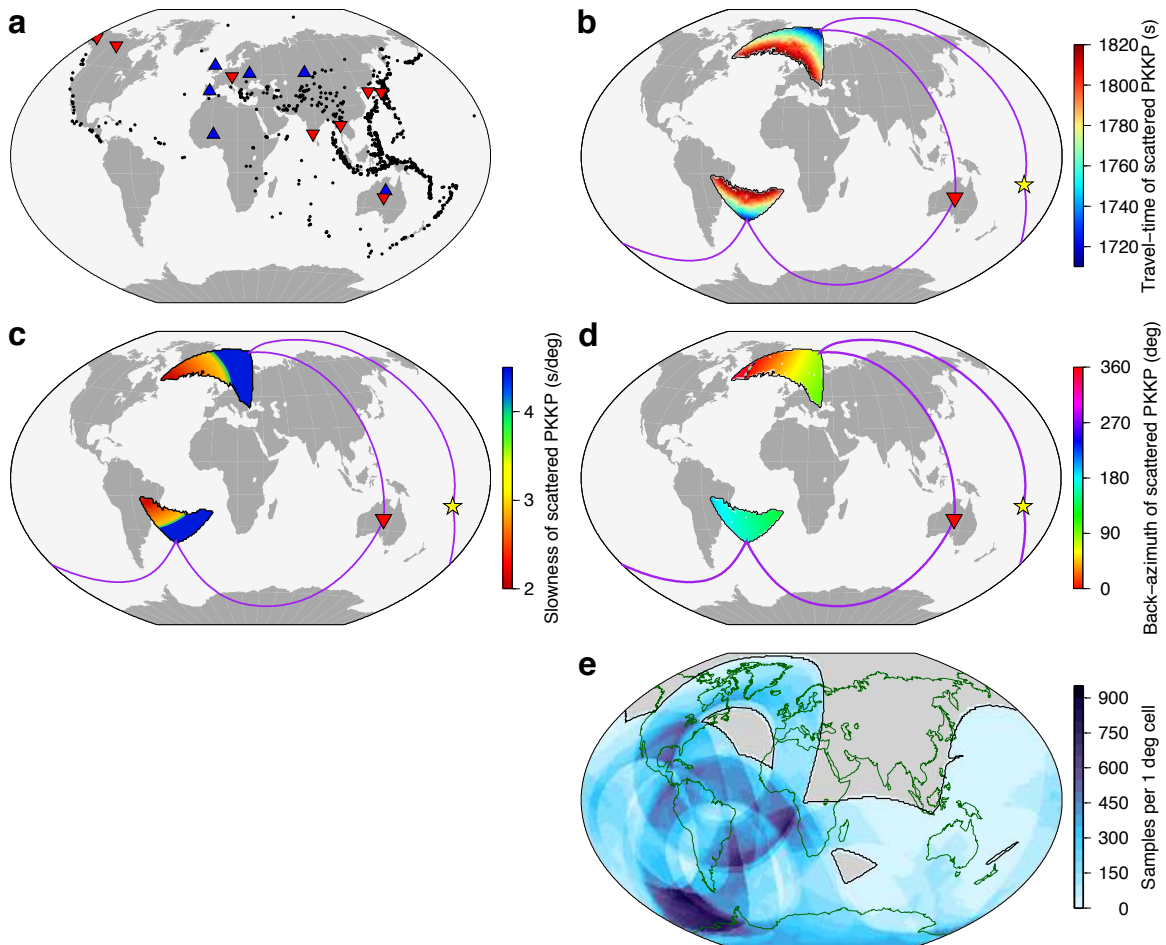 a
b
1820
1800
1780
1760
1740
1720
Travel−time of scattered PKKP (s)
c
4
3
2
Slowness of scattered PKKP (s/deg)
d
360
270
180
90
0
Back−azimuth of scattered PKKP (deg)
e
900
750
600
450
300
150
0
Samples per 1 deg cell